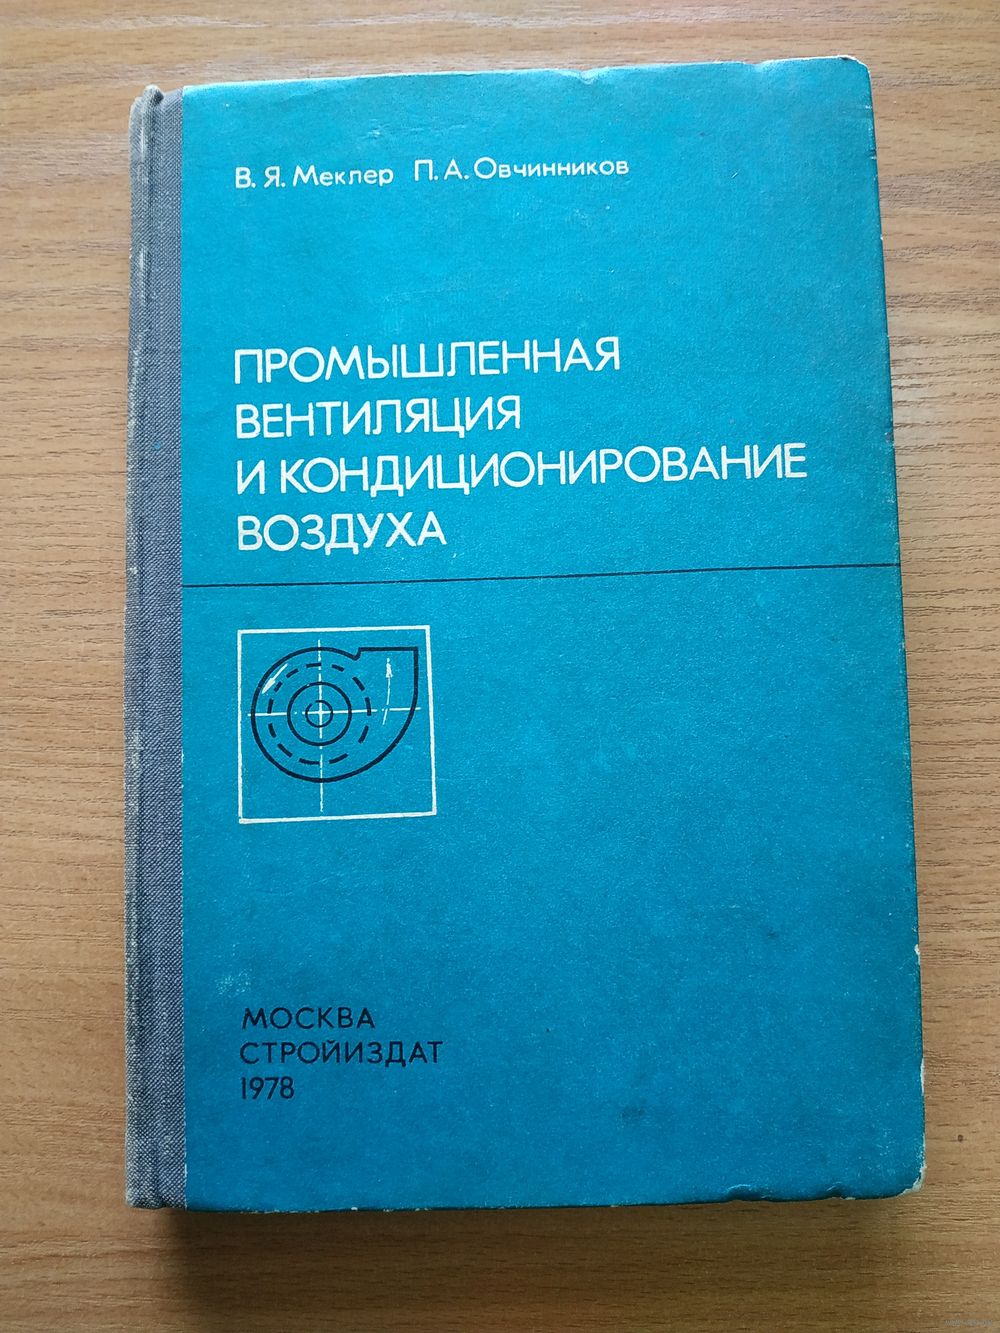 В. Я. Меклер П. А. Овчинников
ПРОМЫШЛЕННАЯ
ВЕНТИЛЯЦИЯ
И КОНДИЦИОНИРОВАНИЕ
ВОЗДУХА
МОСКВА
СТРОЙИЗДАТ
1978